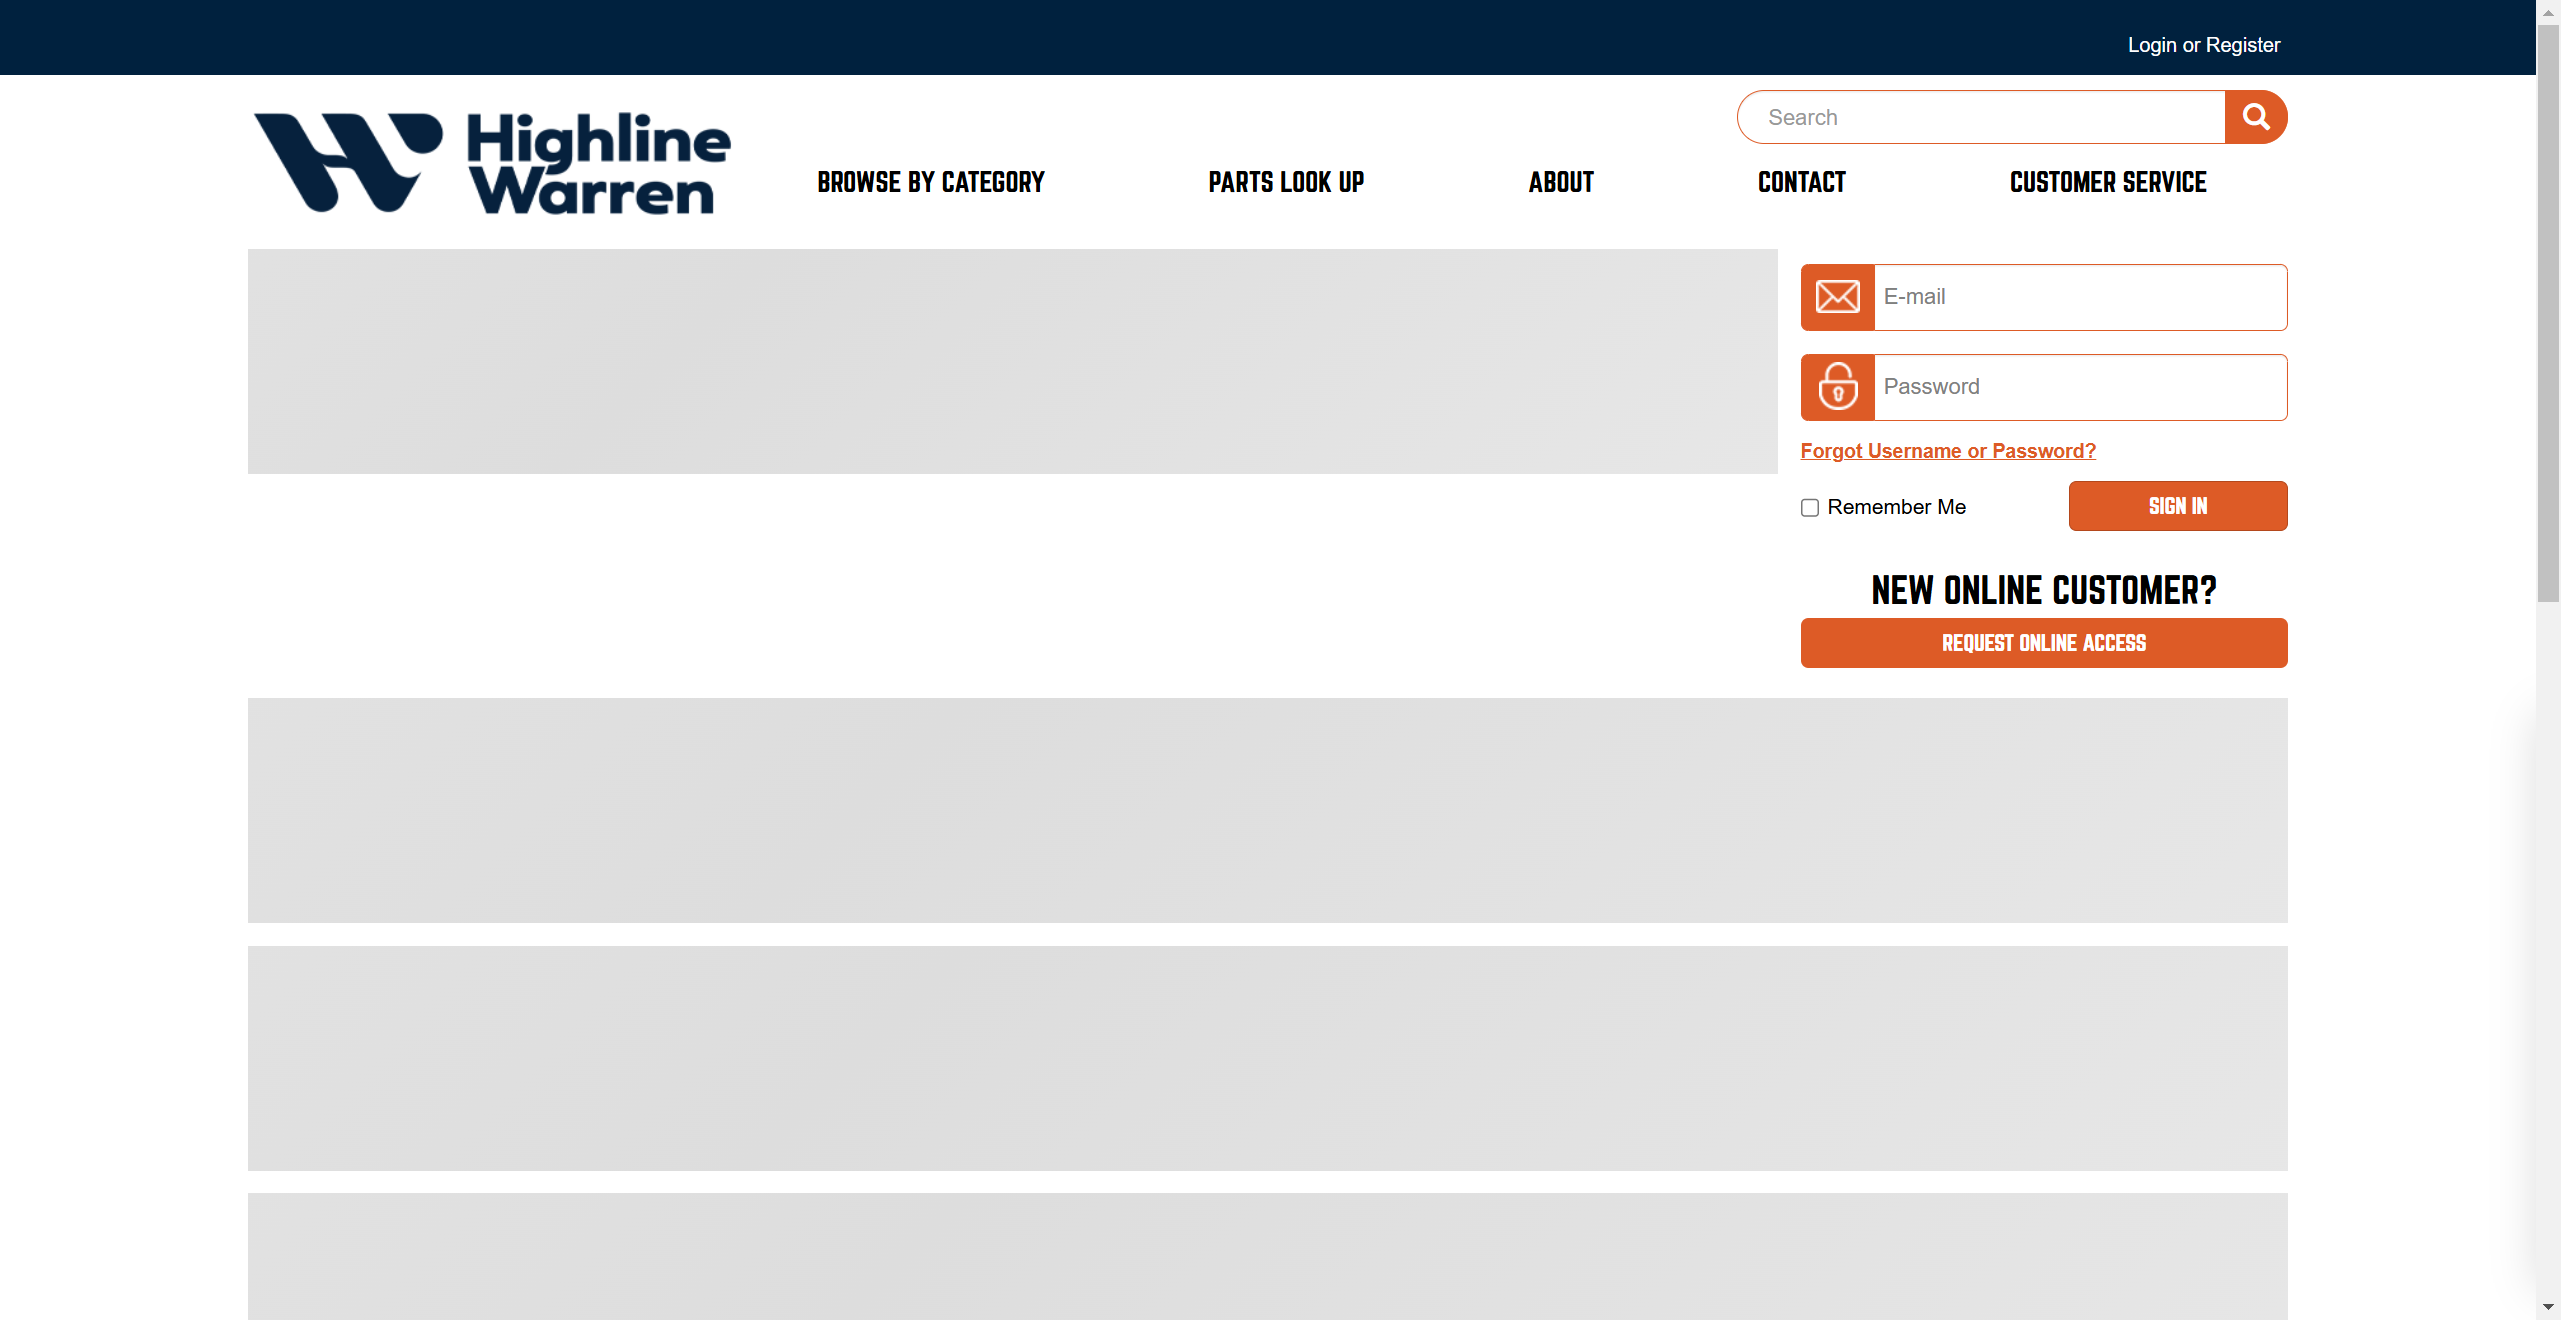 Login or Register
Search
Highline
Warren
BROWSE BY CATEGORY
PARTS LOOK UP
ABOUT
CONTACT
CUSTOMER SERVICE
E-mail
Password
Forgot Username or Password?
Remember Me
SIGN IN
NEW ONLINE CUSTOMER?
REQUEST ONLINE ACCESS